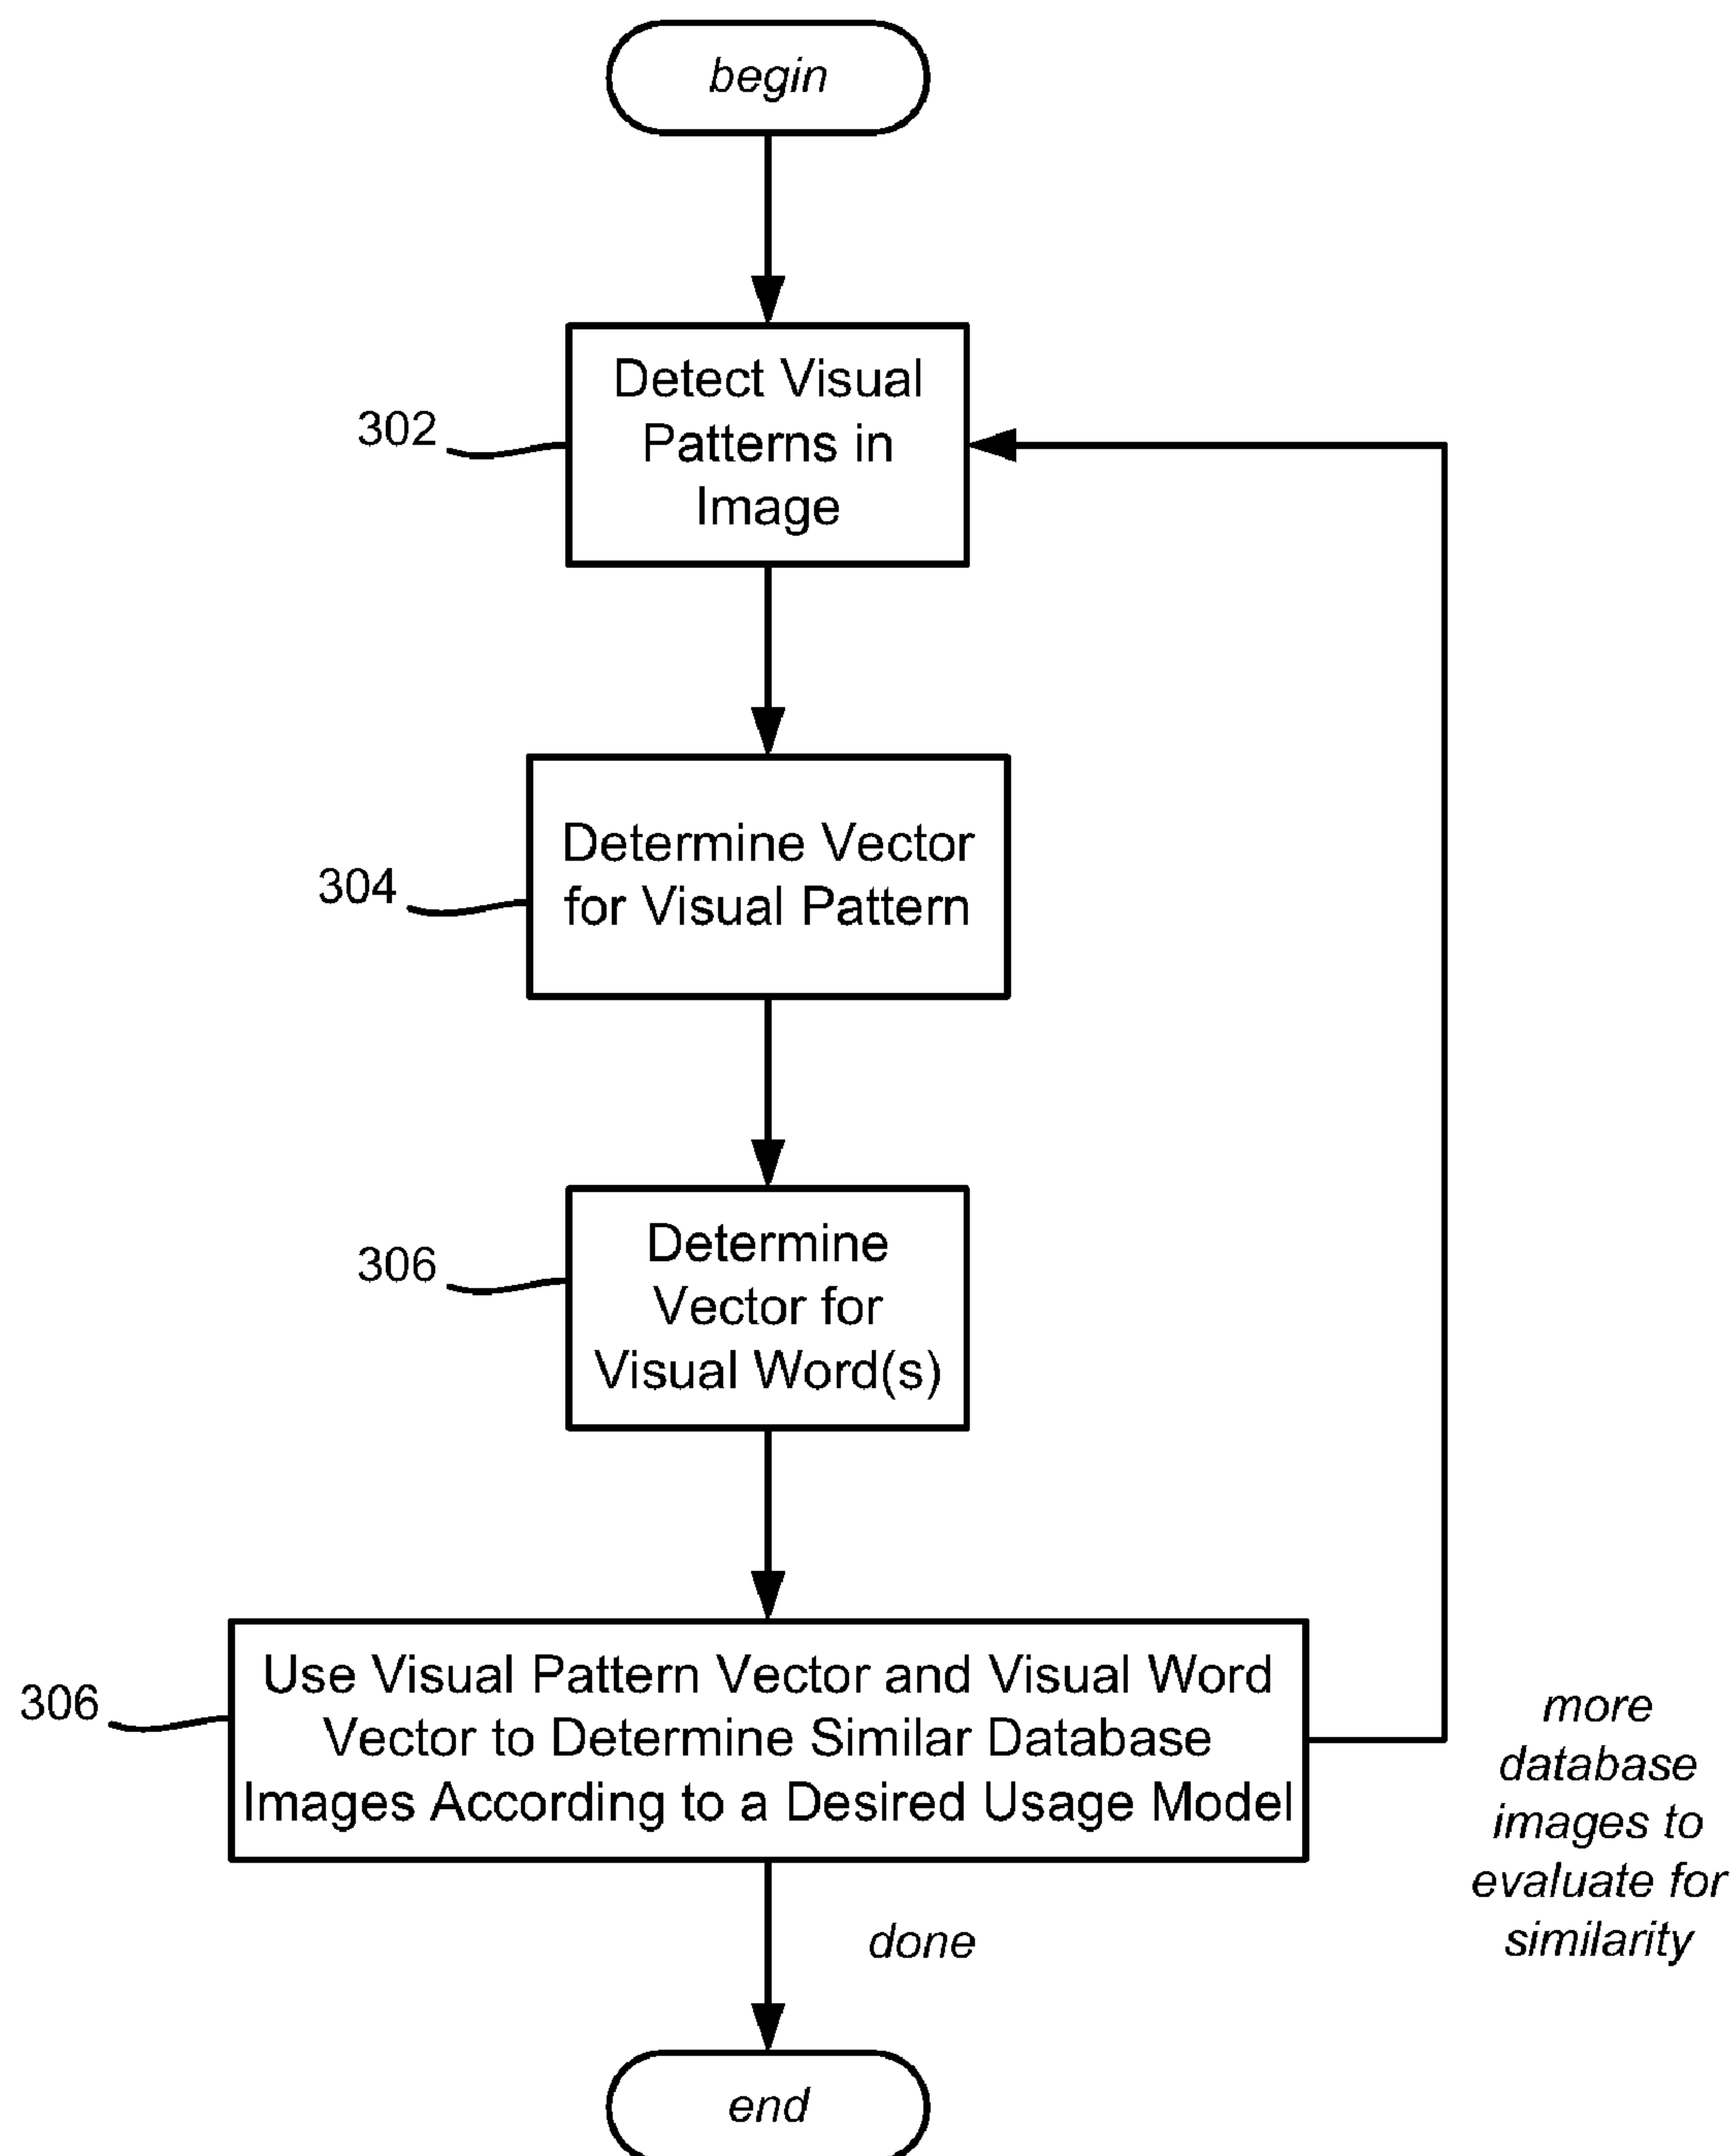 begin
302
Detect Visual
Patterns in
Image
304
Determine Vector
for Visual Pattern
306
Determine
Vector for
Visual Word(s)
306
Use Visual Pattern Vector and Visual Word
Vector to Determine Similar Database
Images According to a Desired Usage Model
more
database
images to
evaluate for
similarity
done
end